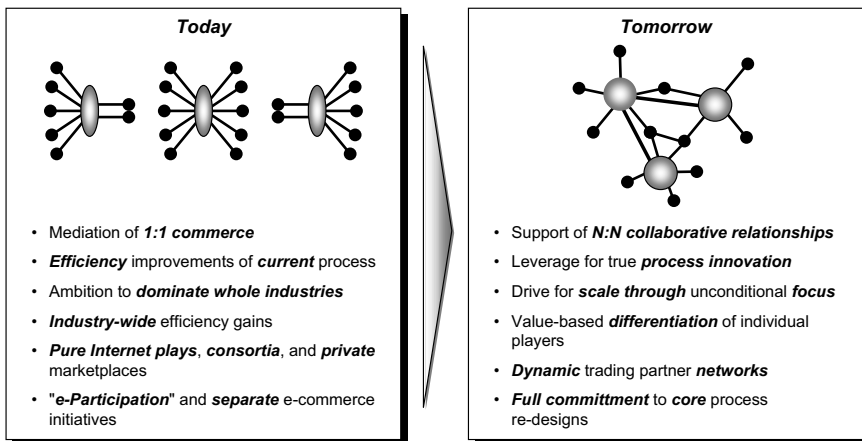 Today
• Mediation of 1:1 commerce
• Efficiency improvements of current process
• Ambition to dominate whole industries
• Industry-wide efficiency gains
• Pure Internet plays, consortia, and private
marketplaces
• "e-Participation" and separate e-commerce
initiatives
Tomorrow
• Support of N:N collaborative relationships
• Leverage for true process innovation
• Drive for scale through unconditional focus
• Value-based differentiation of individual
players
• Dynamic trading partner networks
• Full committment to core process
re-designs